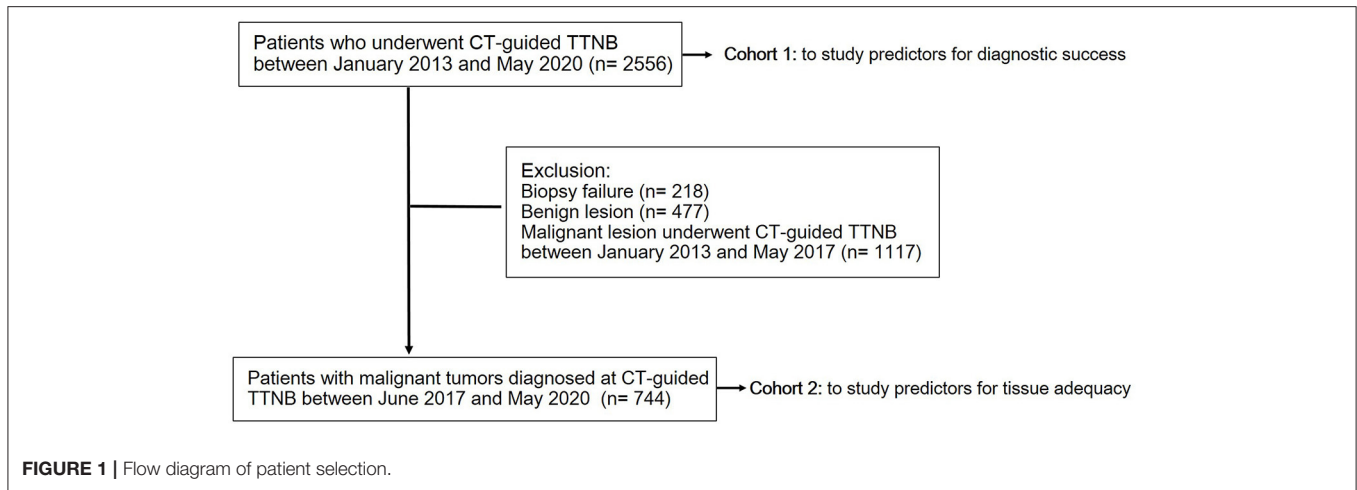 Patients who underwent CT-guided TTNB
between January 2013 and May 2020 (n= 2556)
Cohort 1: to study predictors for diagnostic success
Exclusion:
Biopsy failure (n= 218)
Benign lesion (n= 477)
Malignant lesion underwent CT-guided TTNB
between January 2013 and May 2017 (n= 1117)
Patients with malignant tumors diagnosed at CT-guided
TTNB between June 2017 and May 2020 (n= 744)
Cohort 2: to study predictors for tissue adequacy
FIGURE 1 | Flow diagram of patient selection.